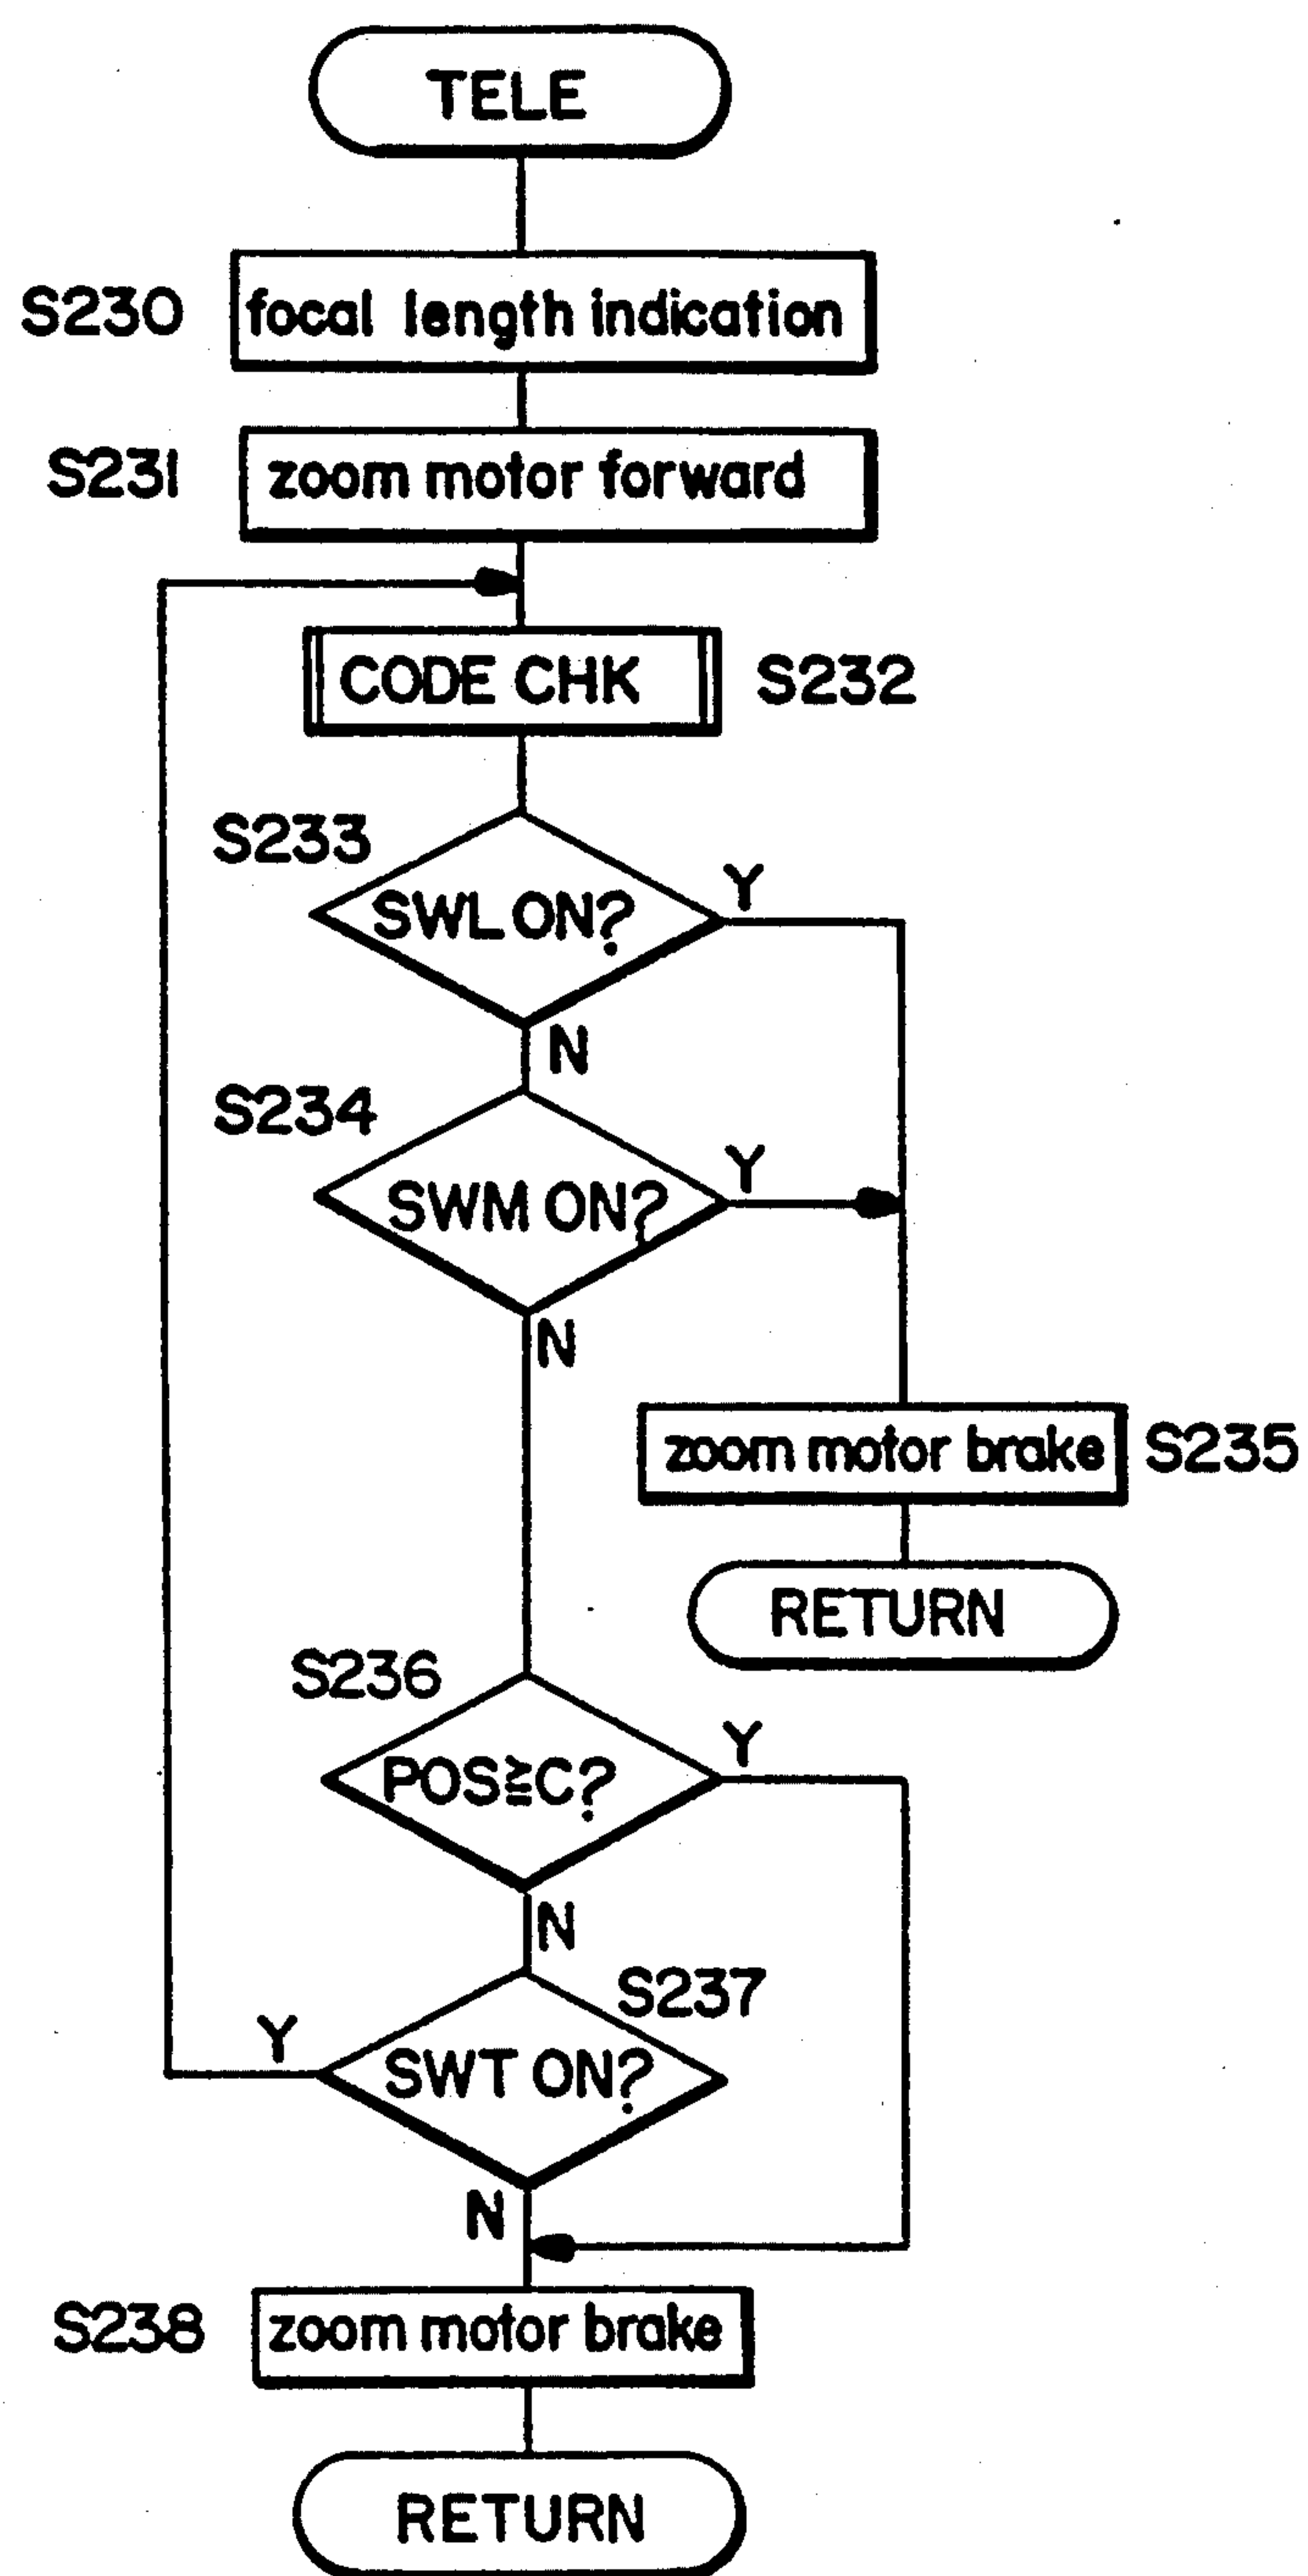 TELE
S230
focal length indication
S231
zoom motor forward
CODE CHK
S232
S233
SWL ON?
Y
N
S234
SWM ON?
Y
N
zoom motor brake
S235
RETURN
S236
POS≧C?
Y
N
S237
SWT ON?
Y
N
S238
zoom motor brake
RETURN